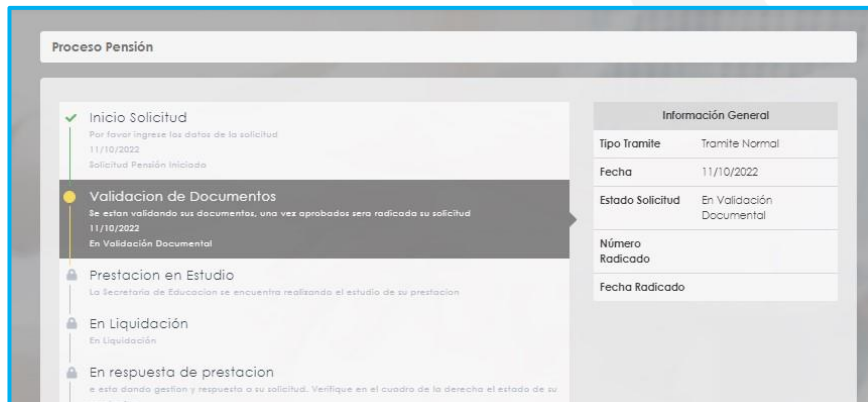 Proceso Pensión
Inicio Solicitud
Por favor ingrese los datos de la solicitud
11/10/2022
Solicitud Pensión Iniciada
Validacion de Documentos
Se estan validando sus documentos, una vez aprobados sera radicada su solicitud
11/10/2022
En Validación Documental
Prestacion en Estudio
La Secretaria de Educacion se encuentra realizando el estudio de su prestacion
En Liquidación
En Liquidación
En respuesta de prestacion
e esta dando gestion y respuesta a su solicitud. Verifique en el cuadro de la derecha el estado de su
Información General
Tipo Tramite Tramite Normal
Fecha 11/10/2022
Estado Solicitud En Validación
Documental
Número
Radicado
Fecha Radicado